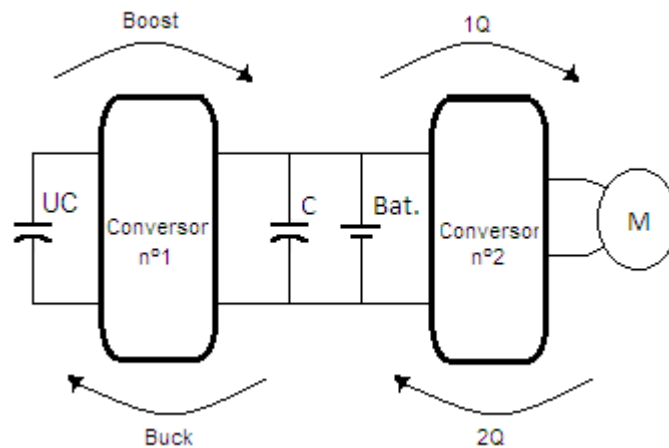 Boost
1Q
UC
Conversor
nº1
C
Bat.
Conversor
nº2
M
Buck
2Q